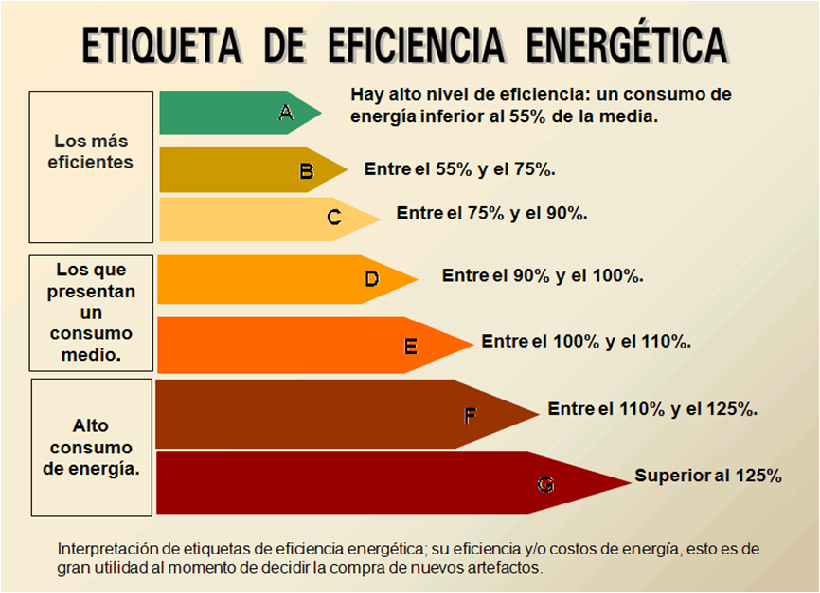 ETIQUETA DE EFICIENCIA ENERGÉTICA
Los más
eficientes
A
Hay alto nivel de eficiencia: un consumo de
energía inferior al 55% de la media.
B
Entre el 55% y el 75%.
C
Entre el 75% y el 90%.
Los que
presentan
un
consumo
medio.
D
Entre el 90% y el 100%.
E
Entre el 100% y el 110%.
Alto
consumo
de energía.
F
Entre el 110% y el 125%.
G
Superior al 125%
Interpretación de etiquetas de eficiencia energética; su eficiencia y/o costos de energía, esto es de
gran utilidad al momento de decidir la compra de nuevos artefactos.